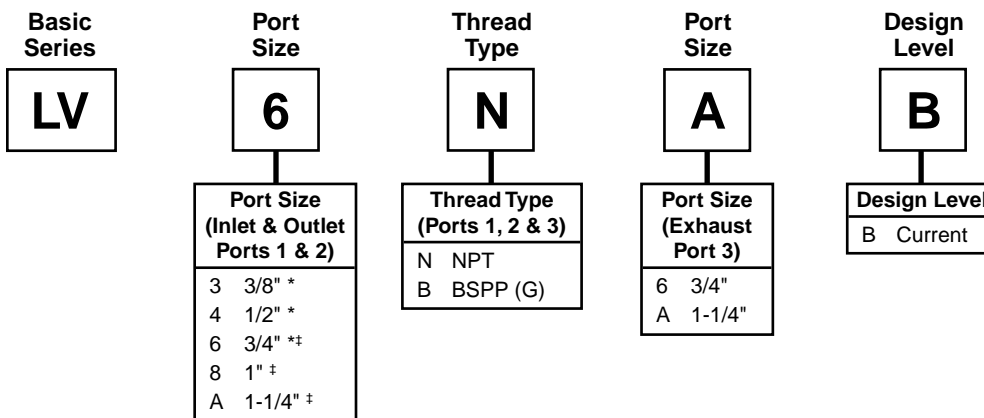 Basic
Series
Port
Size
Thread
Type
Port
Size
Design
Level
LV
6
N
A
B
Port Size
(Inlet & Outlet
Ports 1 & 2)
3 3/8" *
4 1/2" *
6 3/4" *‡
8 1" ‡
A 1-1/4" ‡
Thread Type
(Ports 1, 2 & 3)
N NPT
B BSPP (G)
Port Size
(Exhaust
Port 3)
6 3/4"
A 1-1/4"
Design Level
B Current